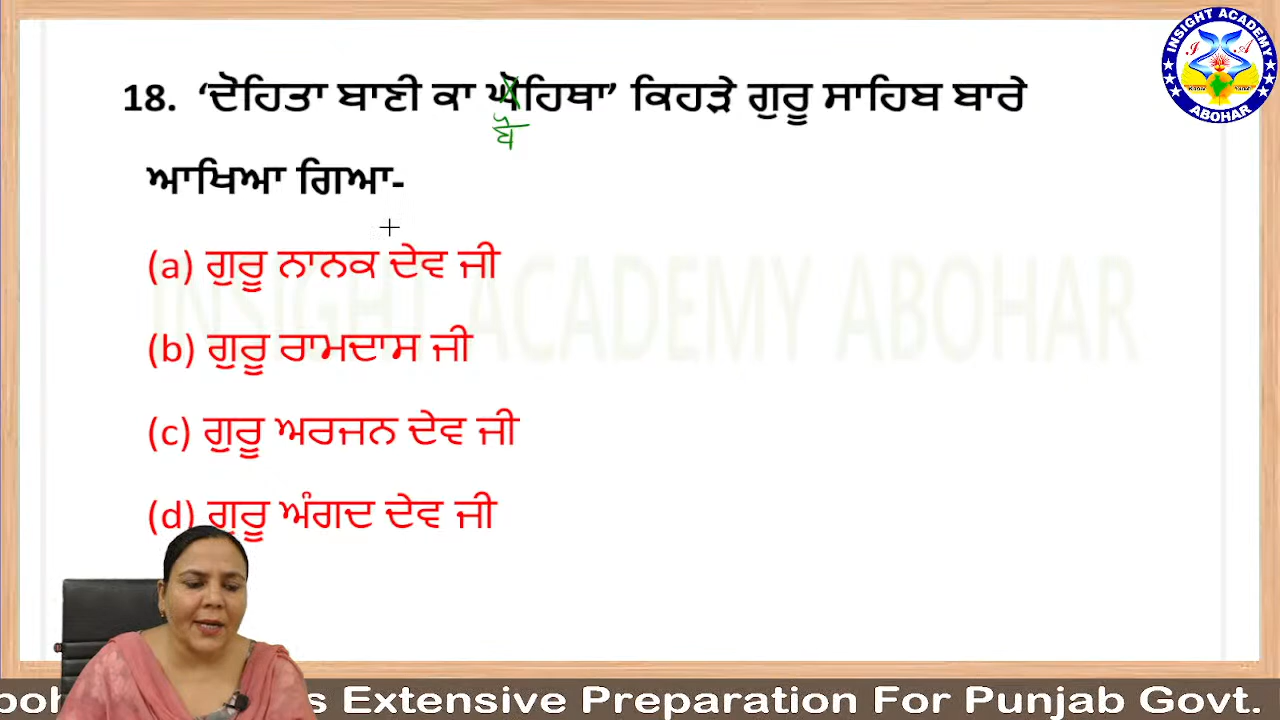 INSIGHT ACADEMY
I A
ABOHAR
18. ‘ਦੋਹਿਤਾ ਬਾਣੀ ਕਾ ਘੋਹਿਥਾ’ ਕਿਹੜੇ ਗੁਰੂ ਸਾਹਿਬ ਬਾਰੇ
ਬੋ
ਆਖਿਆ ਗਿਆ-
(a) ਗੁਰੂ ਨਾਨਕ ਦੇਵ ਜੀ
INSIGHT ACADEMY ABOHAR
(b) ਗੁਰੂ ਰਾਮਦਾਸ ਜੀ
(c) ਗੁਰੂ ਅਰਜਨ ਦੇਵ ਜੀ
(d) ਗੁਰੂ ਅੰਗਦ ਦੇਵ ਜੀ
Extensive Preparation For Punjab Govt.